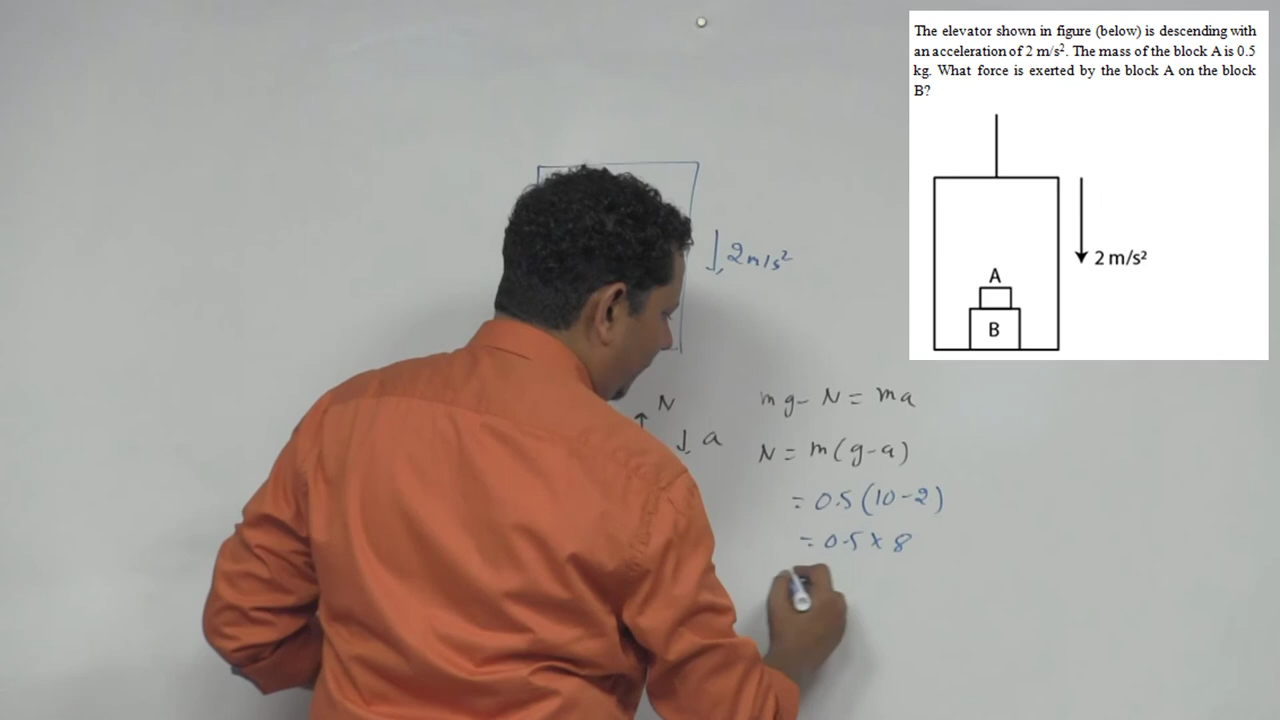 The elevator shown in figure (below) is descending with
an acceleration of 2 m/s². The mass of the block A is 0.5
kg. What force is exerted by the block A on the block
B?
2 m/s²
A
B
2m/s²
N
a
mg - N = ma
N = m(g-a)
= 0.5(10-2)
= 0.5 × 8